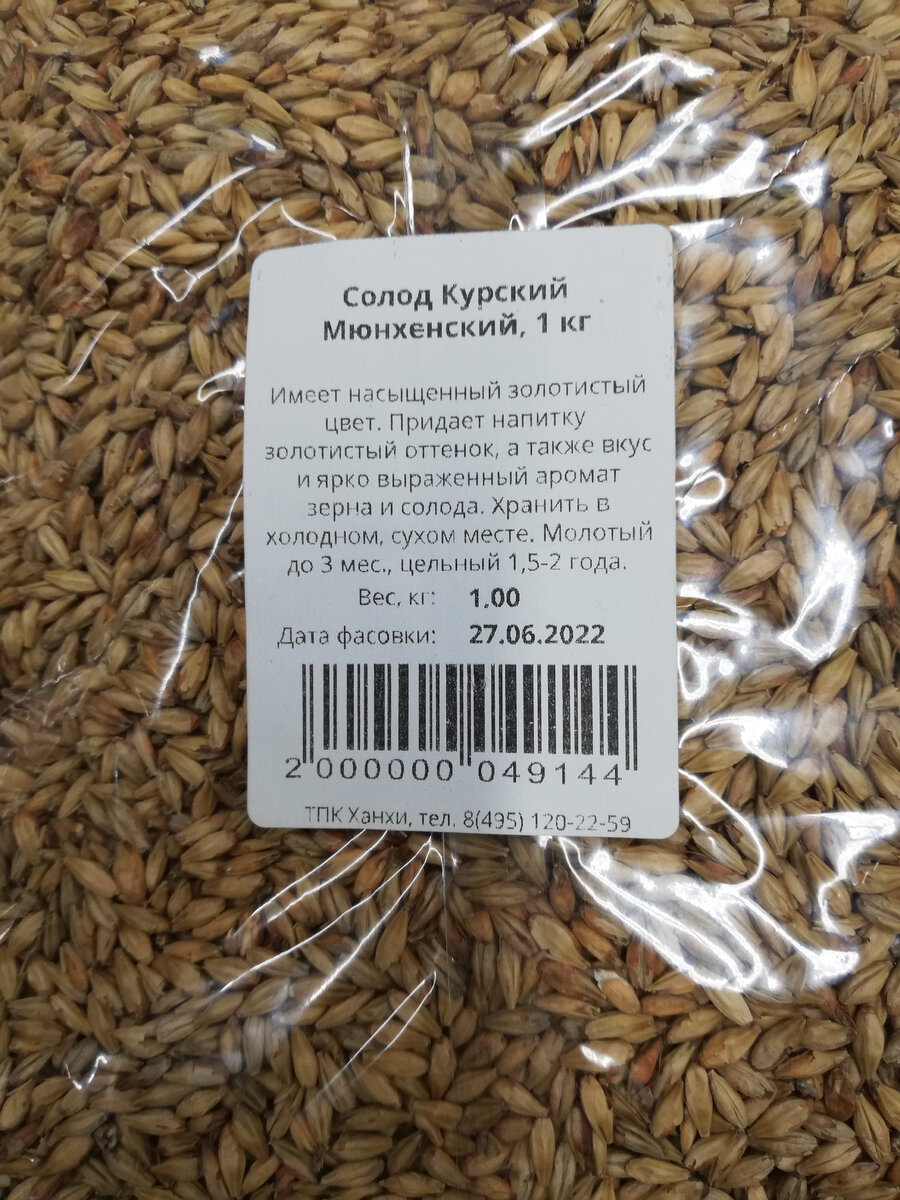 Солод Курский
Мюнхенский, 1 кг
Имеет насыщенный золотистый
цвет. Придает напитку
золотистый оттенок, а также вкус
и ярко выраженный аромат
зерна и солода. Хранить в
холодном, сухом месте. Молотый
до 3 мес., цельный 1,5-2 года.
Вес, кг: 1,00
Дата фасовки: 27.06.2022
2 000000 049144
ТПК Ханхи, тел. 8(495) 120-22-59